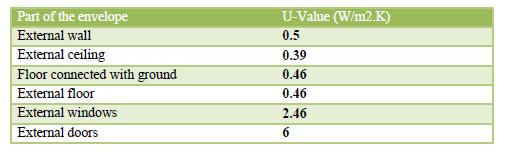 Part of the envelope U-Value (W/m2.K)
External wall 0.5
External ceiling 0.39
Floor connected with ground 0.46
External floor 0.46
External windows 2.46
External doors 6